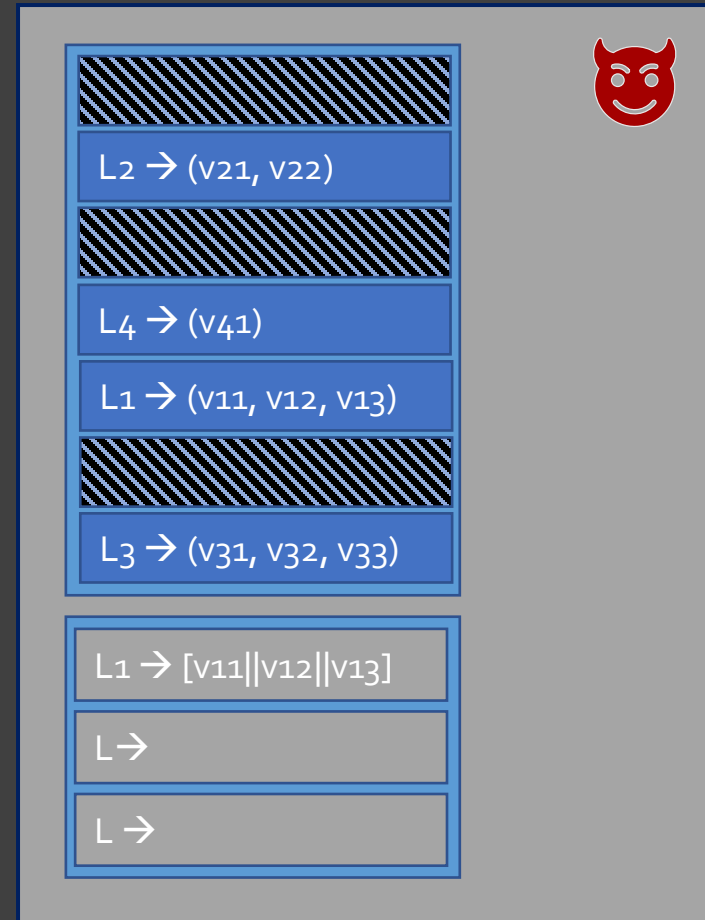 L2 → (v21, v22)
L4 → (v41)
L1 → (v11, v12, v13)
L3 → (v31, v32, v33)
L1 → [v11||v12||v13]
L→
L →